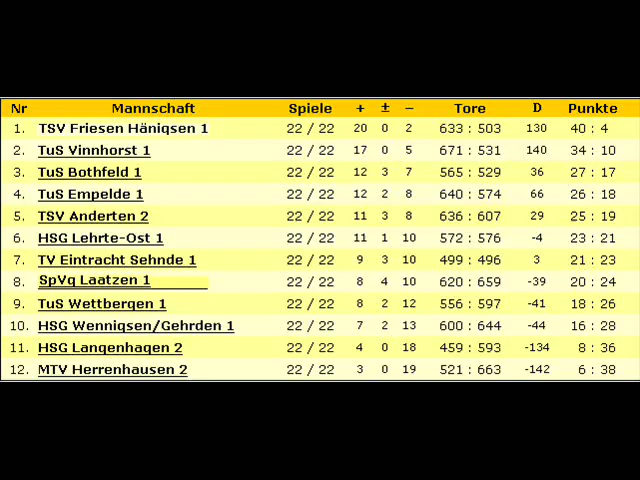 Nr Mannschaft Spiele + ± − Tore D Punkte
1. TSV Friesen Hänigsen 1 22 / 22 20 0 2 633 : 503 130 40 : 4
2. TuS Vinnhorst 1 22 / 22 17 0 5 671 : 531 140 34 : 10
3. TuS Bothfeld 1 22 / 22 12 3 7 565 : 529 36 27 : 17
4. TuS Empelde 1 22 / 22 12 2 8 640 : 574 66 26 : 18
5. TSV Anderten 2 22 / 22 11 3 8 636 : 607 29 25 : 19
6. HSG Lehrte-Ost 1 22 / 22 11 1 10 572 : 576 -4 23 : 21
7. TV Eintracht Sehnde 1 22 / 22 9 3 10 499 : 496 3 21 : 23
8. SpVg Laatzen 1 22 / 22 8 4 10 620 : 659 -39 20 : 24
9. TuS Wettbergen 1 22 / 22 8 2 12 556 : 597 -41 18 : 26
10. HSG Wennigsen/Gehrden 1 22 / 22 7 2 13 600 : 644 -44 16 : 28
11. HSG Langenhagen 2 22 / 22 4 0 18 459 : 593 -134 8 : 36
12. MTV Herrenhausen 2 22 / 22 3 0 19 521 : 663 -142 6 : 38